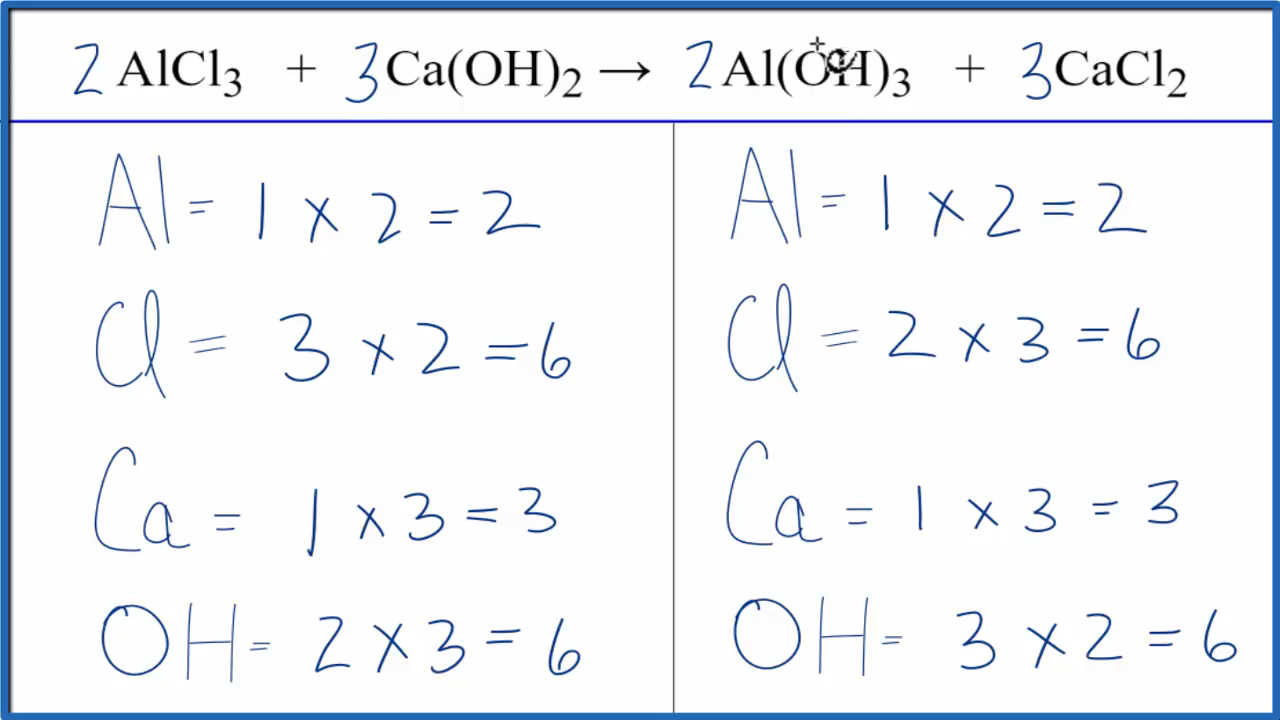 2 AlCl3 + 3 Ca(OH)2 → 2 Al(OH)3 + 3 CaCl2
Al = 1 x 2 = 2
Cl = 3 x 2 = 6
Ca = 1 x 3 = 3
OH = 2 x 3 = 6
Al = 1 x 2 = 2
Cl = 2 x 3 = 6
Ca = 1 x 3 = 3
OH = 3 x 2 = 6